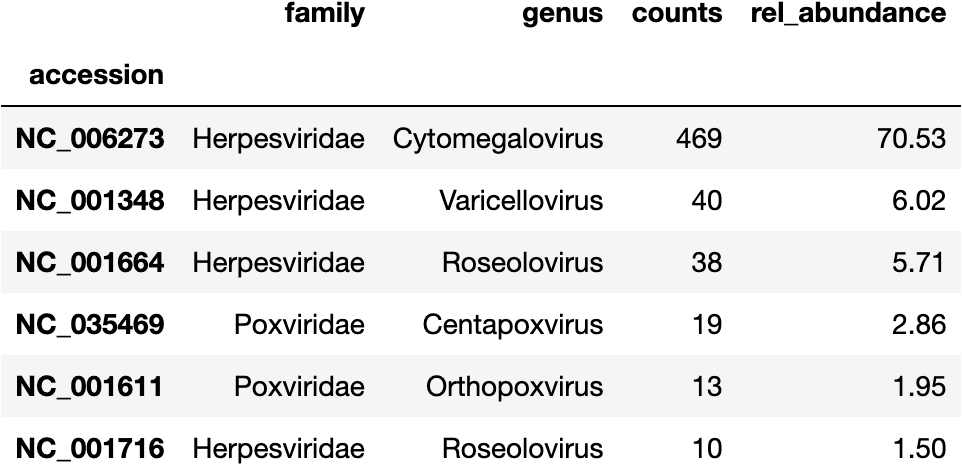 family genus counts rel_abundance
accession
NC_006273 Herpesviridae Cytomegalovirus 469 70.53
NC_001348 Herpesviridae Varicellovirus 40 6.02
NC_001664 Herpesviridae Roseolovirus 38 5.71
NC_035469 Poxviridae Centapoxvirus 19 2.86
NC_001611 Poxviridae Orthopoxvirus 13 1.95
NC_001716 Herpesviridae Roseolovirus 10 1.50